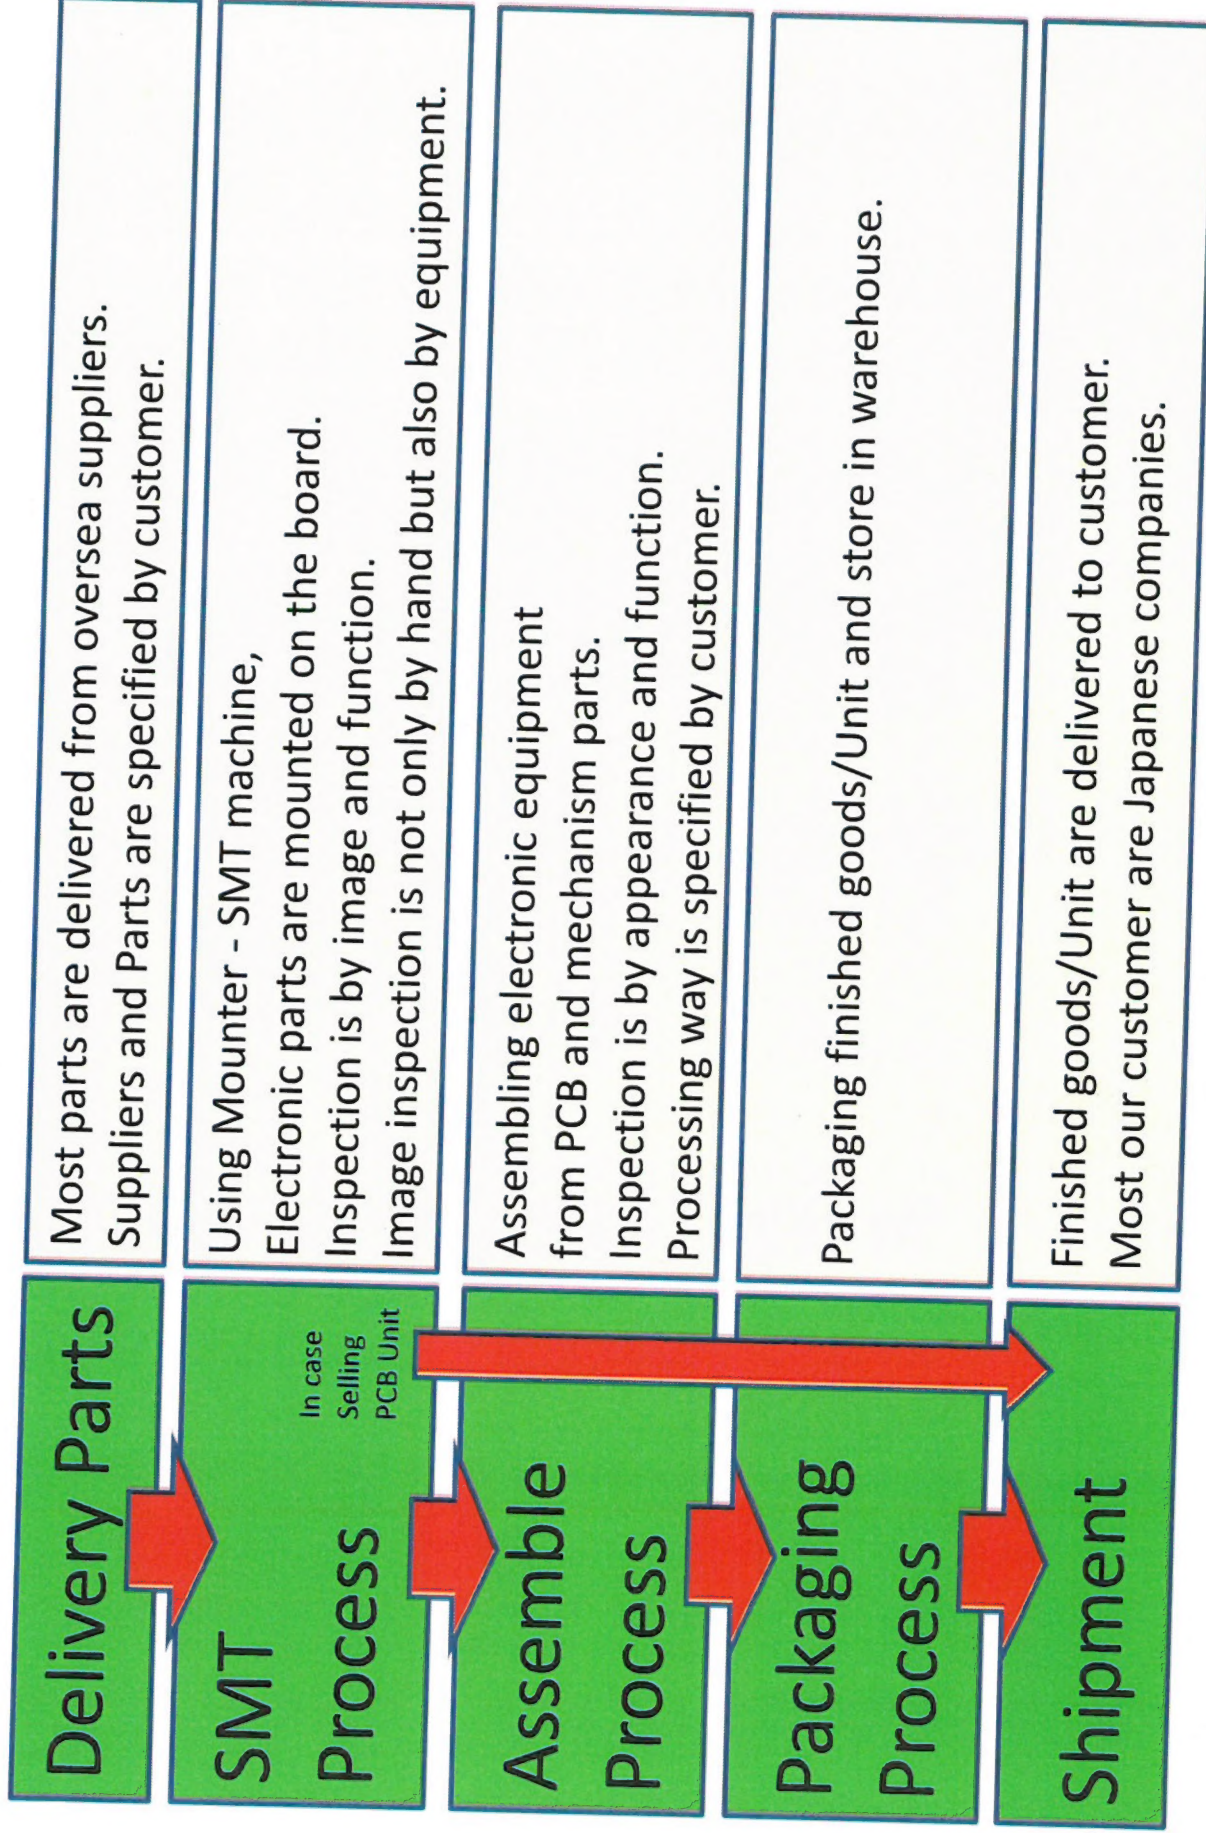 Delivery Parts
Most parts are delivered from oversea suppliers.
Suppliers and Parts are specified by customer.
SMT
Process
In case
Selling
PCB Unit
Using Mounter - SMT machine,
Electronic parts are mounted on the board.
Inspection is by image and function.
Image inspection is not only by hand but also by equipment.
Assemble
Process
Assembling electronic equipment
from PCB and mechanism parts.
Inspection is by appearance and function.
Processing way is specified by customer.
Packaging
Process
Packaging finished goods/Unit and store in warehouse.
Shipment
Finished goods/Unit are delivered to customer.
Most our customer are Japanese companies.